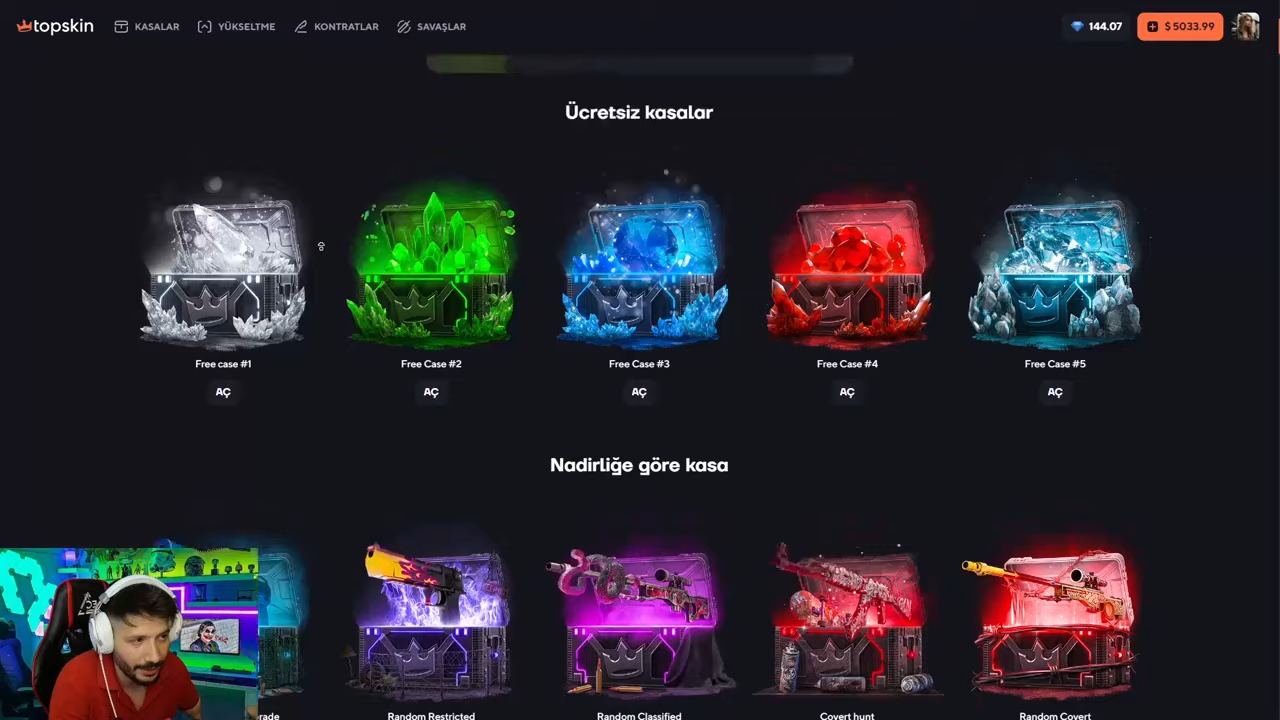 topskin KASALAR YÜKSELTME KONTRATLAR SAVAŞLAR 144.07 $ 5033.99
Ücretsiz kasalar
Free case #1 Free Case #2 Free Case #3 Free Case #4 Free Case #5
AÇ AÇ AÇ AÇ AÇ
Nadirliğe göre kasa
Random Restricted Random Classified Covert hunt Random Covert